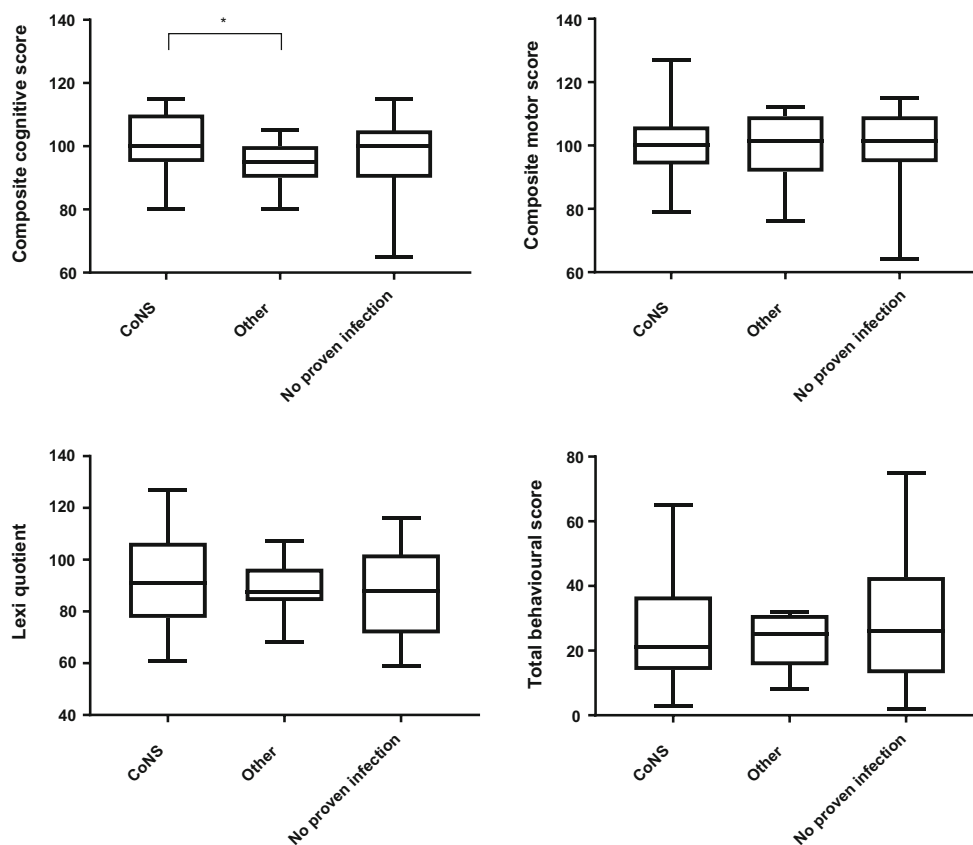 Composite cognitive score
140
120
100
80
60
*
CoNS
Other
No proven infection
Composite motor score
140
120
100
80
60
CoNS
Other
No proven infection
Lexi quotient
140
120
100
80
60
40
CoNS
Other
No proven infection
Total behavioural score
80
60
40
20
0
CoNS
Other
No proven infection